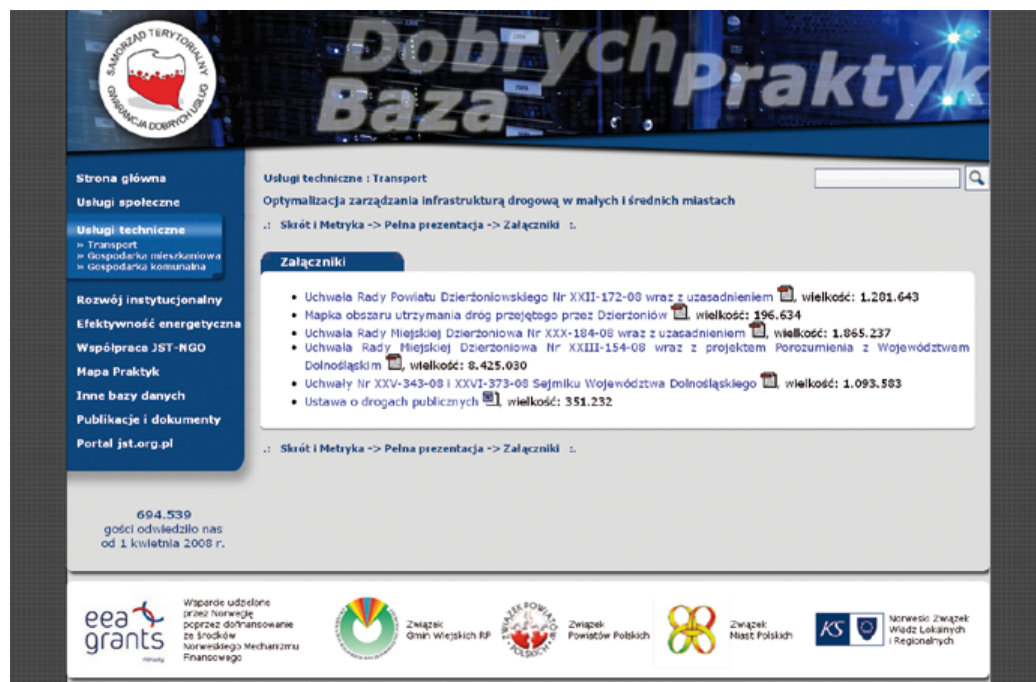 SAMORZĄD TERYTORIALNY
GWARANCJA DOBRYCH USŁUG
Dobrych
Baza
Praktyk
Strona główna
Usługi społeczne
Usługi techniczne
» Transport
» Gospodarka mieszkaniowa
» Gospodarka komunalna
Rozwój instytucjonalny
Efektywność energetyczna
Współpraca JST-NGO
Mapa Praktyk
Inne bazy danych
Publikacje i dokumenty
Portal jst.org.pl
694.539
gości odwiedziło nas
od 1 kwietnia 2008 r.
Usługi techniczne : Transport
Optymalizacja zarządzania infrastrukturą drogową w małych i średnich miastach
.: Skrót i Metryka -> Pełna prezentacja -> Załączniki :.
Załączniki
• Uchwała Rady Powiatu Dzierżoniowskiego Nr XXII-172-08 wraz z uzasadnieniem , wielkość: 1.281.643
• Mapka obszaru utrzymania dróg przejętego przez Dzierżoniów , wielkość: 196.634
• Uchwała Rady Miejskiej Dzierżoniowa Nr XXX-184-08 wraz z uzasadnieniem , wielkość: 1.865.237
• Uchwała Rady Miejskiej Dzierżoniowa Nr XXIII-154-08 wraz z projektem Porozumienia z Województwem
Dolnośląskim , wielkość: 8.425.030
• Uchwały Nr XXV-343-08 i XXVI-373-08 Sejmiku Województwa Dolnośląskiego , wielkość: 1.093.583
• Ustawa o drogach publicznych , wielkość: 351.232
.: Skrót i Metryka -> Pełna prezentacja -> Załączniki :.
eea
grants
Wsparcie udzielone
przez Norwegię
poprzez dofinansowanie
ze środków
Norweskiego Mechanizmu
Finansowego
Związek
Gmin Wiejskich RP
ZWIĄZEK POWIATÓW
POLSKICH
Związek
Powiatów Polskich
Związek
Miast Polskich
KS
Norweski Związek
Władz Lokalnych
i Regionalnych